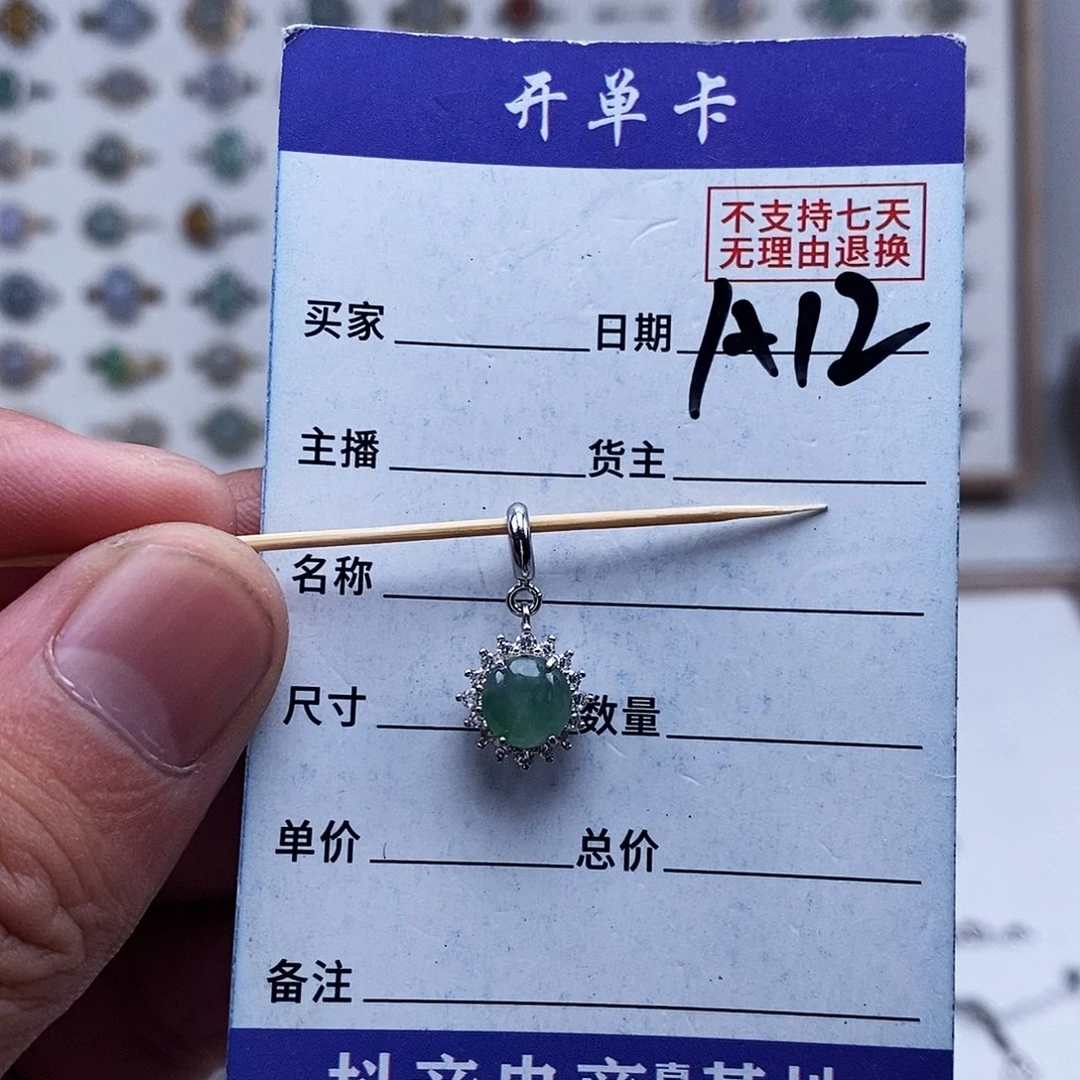 开单卡
不支持七天
无理由退换
买家 日期 A12
主播 货主
名称
尺寸 数量
单价 总价
备注